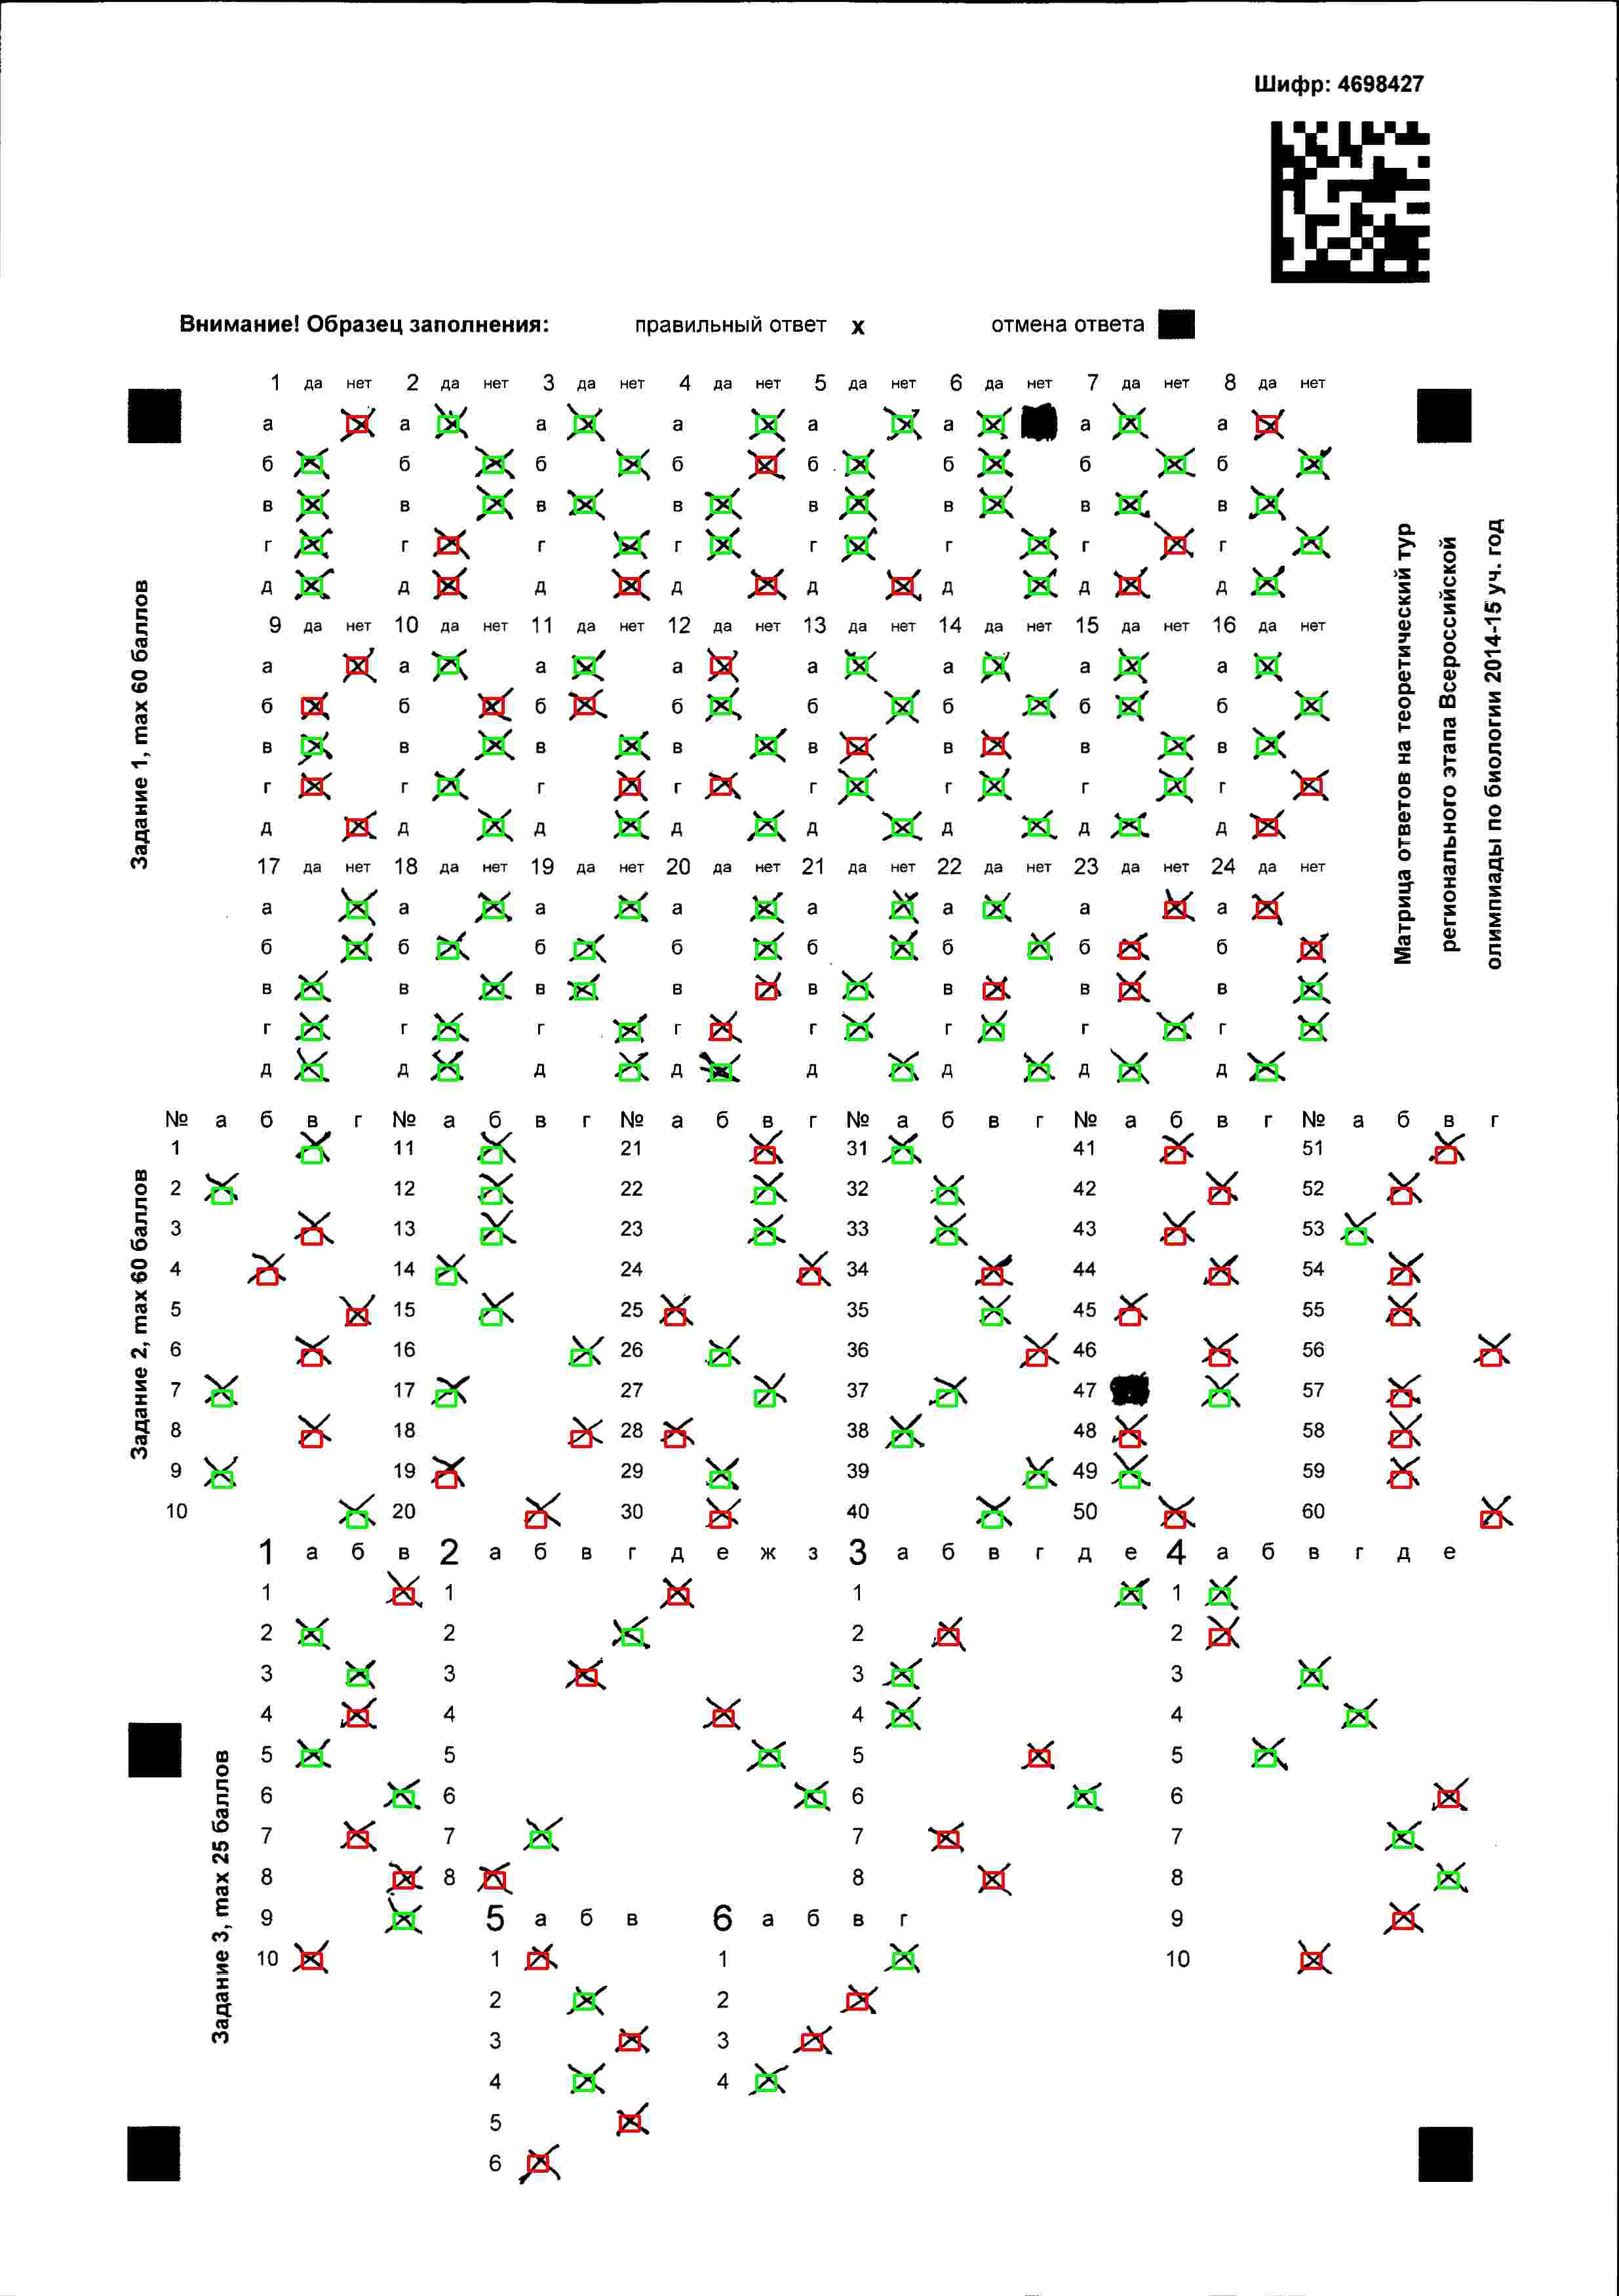 Шифр: 4698427
Внимание! Образец заполнения: правильный ответ х отмена ответа
1 да нет 2 да нет 3 да нет 4 да нет 5 да нет 6 да нет 7 да нет 8 да нет
а а а а а а а а
б б б б б б б б
в в в в в в в в
г г г г г г г г
д д д д д д д д
9 да нет 10 да нет 11 да нет 12 да нет 13 да нет 14 да нет 15 да нет 16 да нет
а а а а а а а а
б б б б б б б б
в в в в в в в в
г г г г г г г г
д д д д д д д д
17 да нет 18 да нет 19 да нет 20 да нет 21 да нет 22 да нет 23 да нет 24 да нет
а а а а а а а а
б б б б б б б б
в в в в в в в в
г г г г г г г г
д д д д д д д д
Задание 1, max 60 баллов
Матрица ответов на теоретический тур
регионального этапа Всероссийской
олимпиады по биологии 2014-15 уч. год
№ а б в г № а б в г № а б в г № а б в г № а б в г № а б в г
1 11 21 31 41 51
2 12 22 32 42 52
3 13 23 33 43 53
4 14 24 34 44 54
5 15 25 35 45 55
6 16 26 36 46 56
7 17 27 37 47 57
8 18 28 38 48 58
9 19 29 39 49 59
10 20 30 40 50 60
Задание 2, max 60 баллов
1 а б в 2 а б в г д е ж з 3 а б в г д е 4 а б в г д е
1 1 1 1
2 2 2 2
3 3 3 3
4 4 4 4
5 5 5 5
6 6 6 6
7 7 7 7
8 8 8 8
9 5 а б в 6 а б в г 9
10 1 1 10
2 2
3 3
4 4
5
6
Задание 3, max 25 баллов